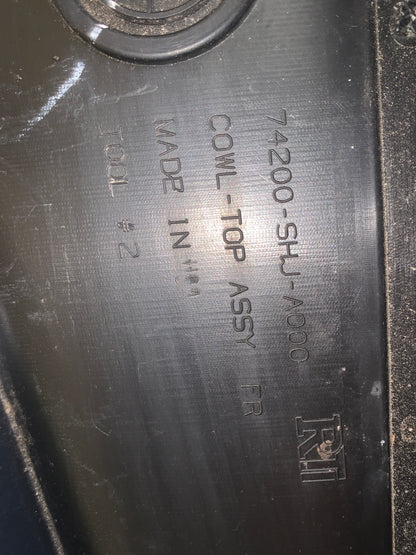 74200-SHJ-A000
COWL-TOP ASSY FR
MADE IN
TOOL #2